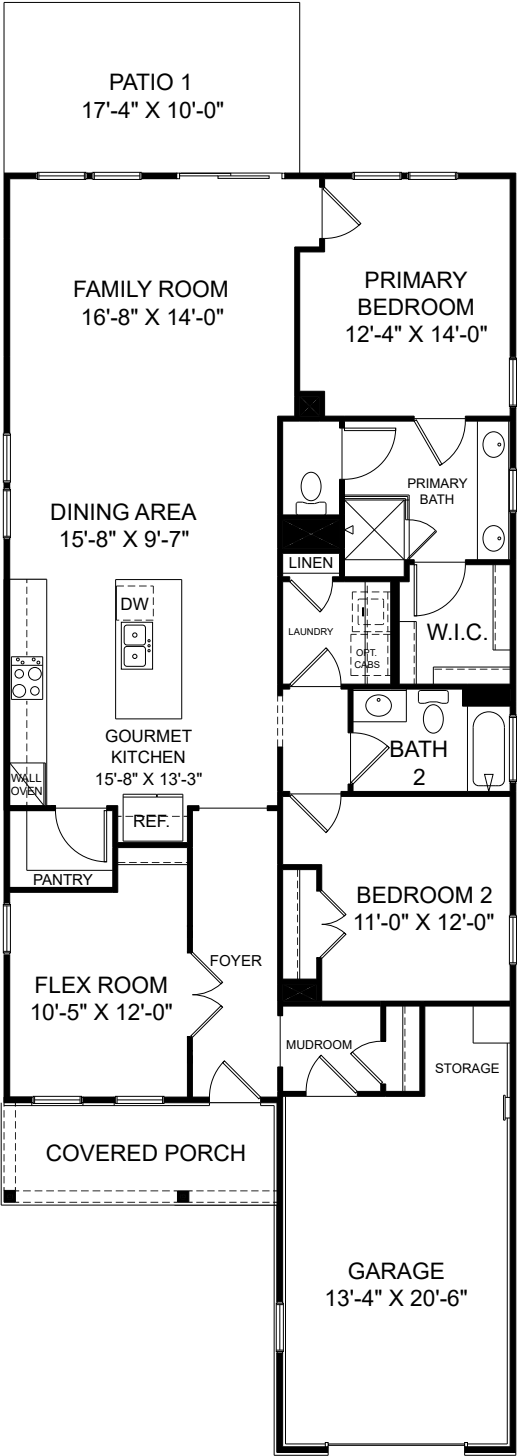 PATIO 1
17'-4" X 10'-0"
FAMILY ROOM
16'-8" X 14'-0"
PRIMARY
BEDROOM
12'-4" X 14'-0"
PRIMARY
BATH
DINING AREA
15'-8" X 9'-7"
LINEN
DW
LAUNDRY
OPT.
CABS
W.I.C.
GOURMET
KITCHEN
15'-8" X 13'-3"
WALL
OVEN
BATH
2
REF.
PANTRY
BEDROOM 2
11'-0" X 12'-0"
FOYER
FLEX ROOM
10'-5" X 12'-0"
MUDROOM
STORAGE
COVERED PORCH
GARAGE
13'-4" X 20'-6"